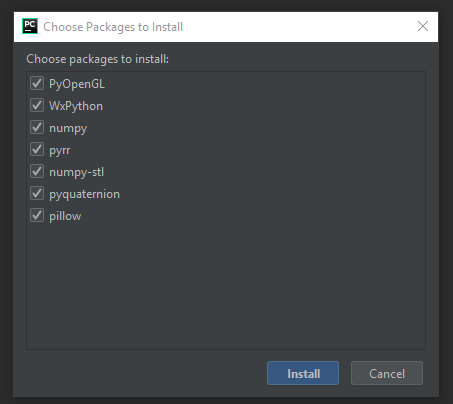 PC Choose Packages to Install
Choose packages to install:
PyOpenGL
WxPython
numpy
pyrr
numpy-stl
pyquaternion
pillow
Install Cancel